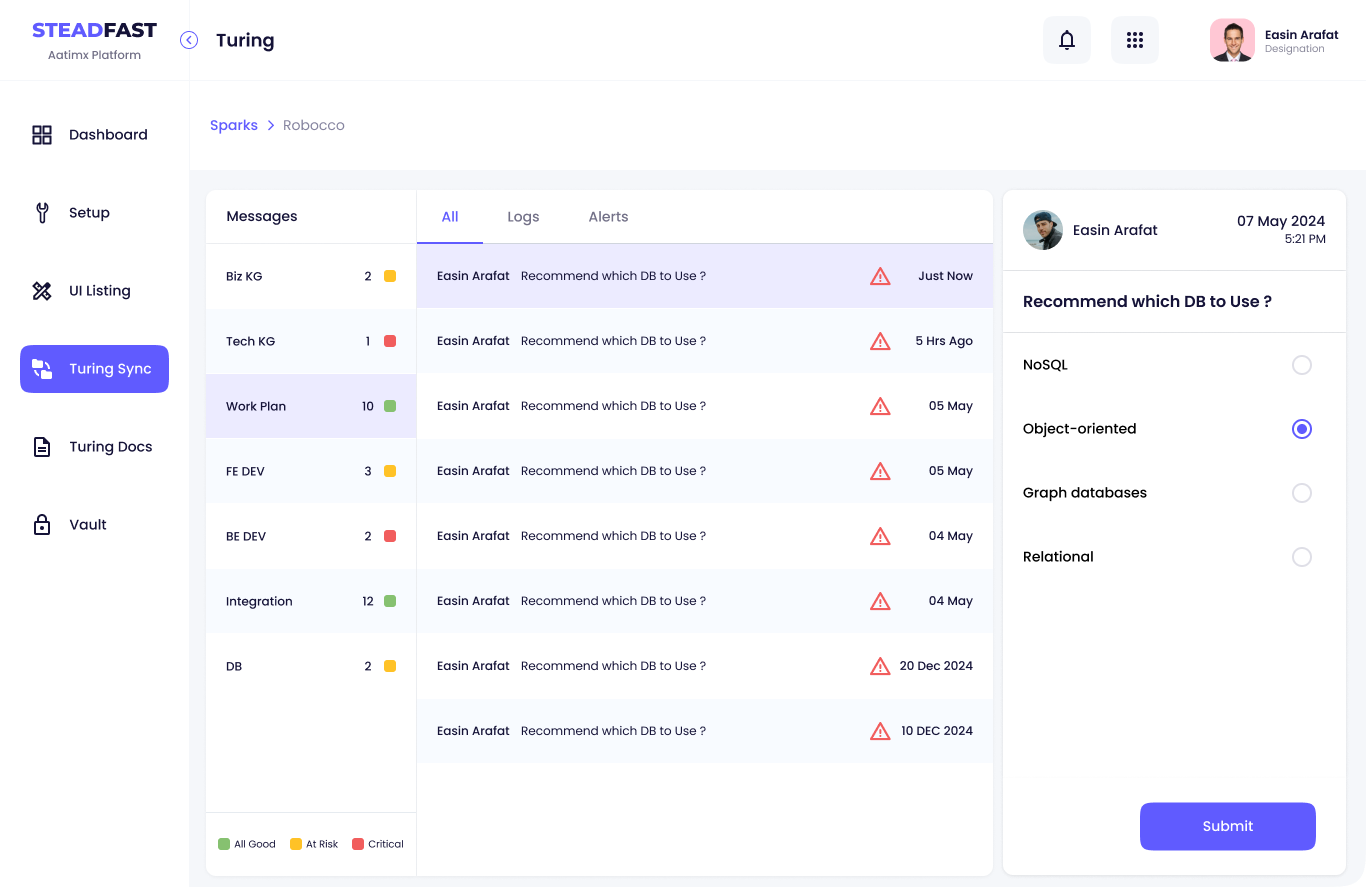 STEADFAST
Aatimx Platform
Turing
Easin Arafat
Designation
Dashboard
Setup
UI Listing
Turing Sync
Turing Docs
Vault
Sparks > Robocco
Messages
Biz KG 2
Tech KG 1
Work Plan 10
FE DEV 3
BE DEV 2
Integration 12
DB 2
All Good At Risk Critical
All Logs Alerts
Easin Arafat Recommend which DB to Use ? Just Now
Easin Arafat Recommend which DB to Use ? 5 Hrs Ago
Easin Arafat Recommend which DB to Use ? 05 May
Easin Arafat Recommend which DB to Use ? 05 May
Easin Arafat Recommend which DB to Use ? 04 May
Easin Arafat Recommend which DB to Use ? 04 May
Easin Arafat Recommend which DB to Use ? 20 Dec 2024
Easin Arafat Recommend which DB to Use ? 10 DEC 2024
Easin Arafat
07 May 2024
5:21 PM
Recommend which DB to Use ?
NoSQL
Object-oriented
Graph databases
Relational
Submit